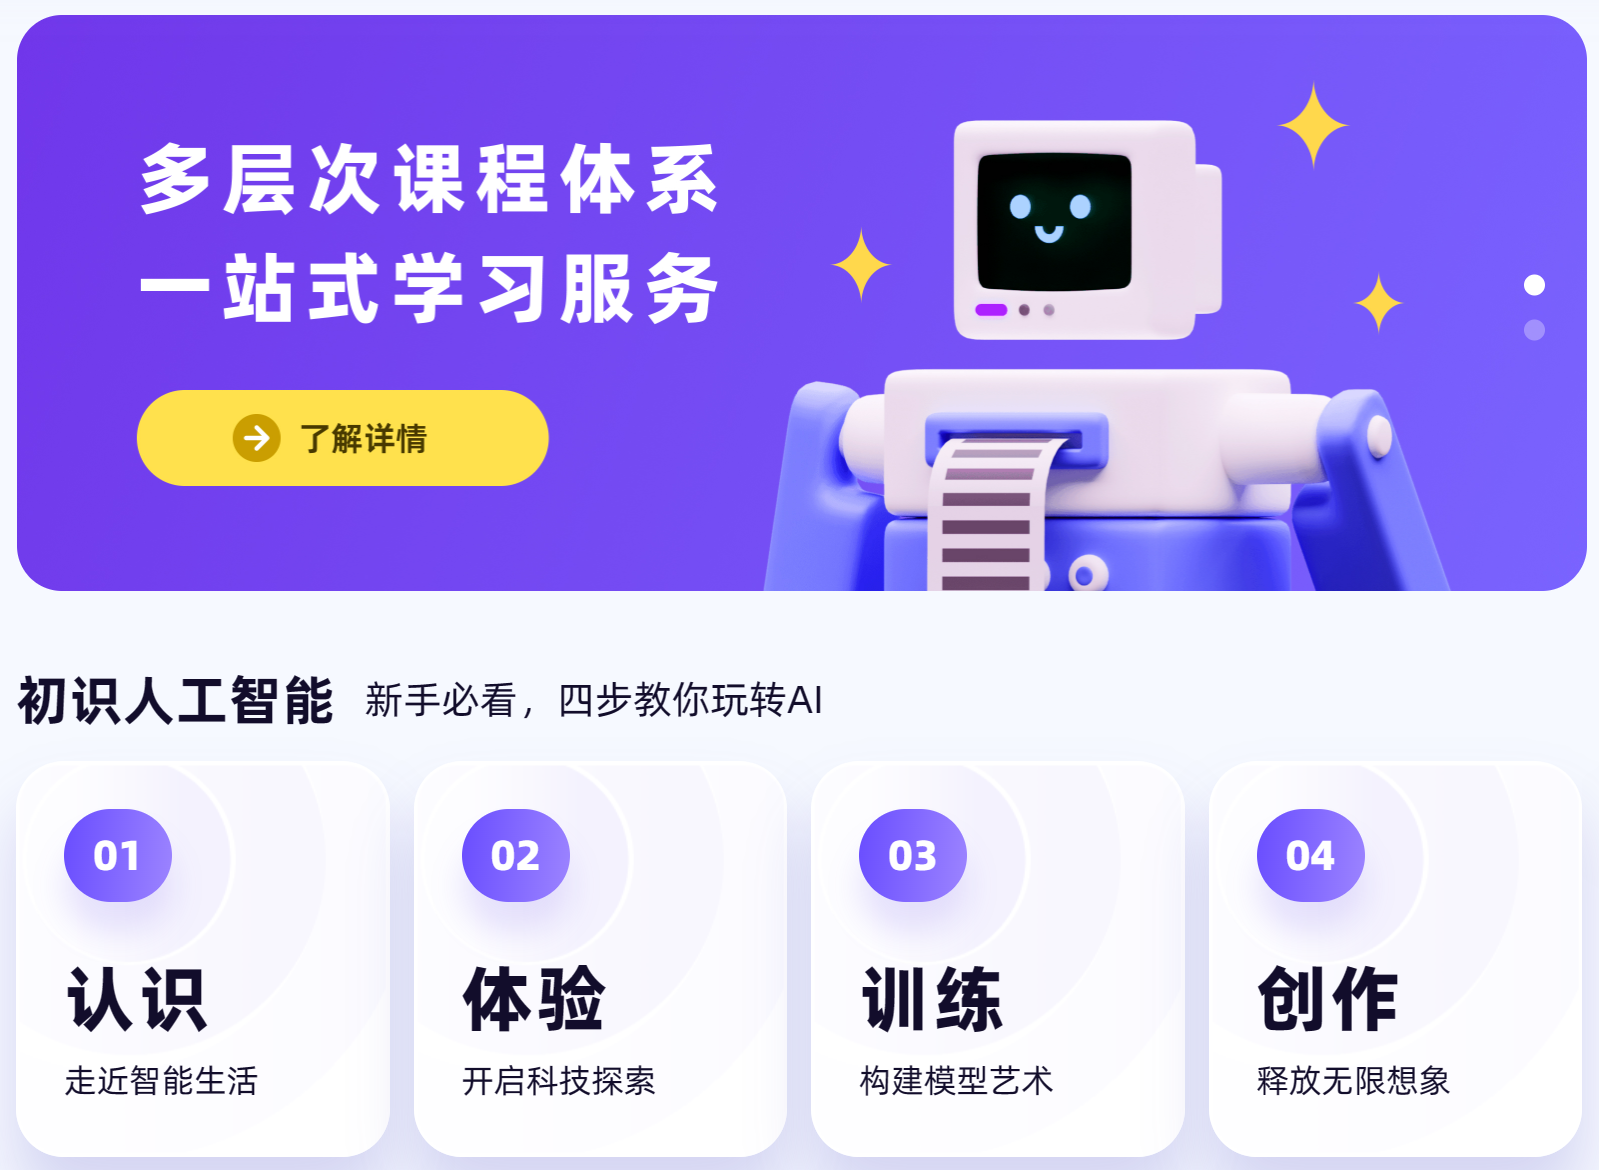 多层次课程体系
一站式学习服务
了解详情
初识人工智能 新手必看，四步教你玩转AI
01
认识
走近智能生活
02
体验
开启科技探索
03
训练
构建模型艺术
04
创作
释放无限想象